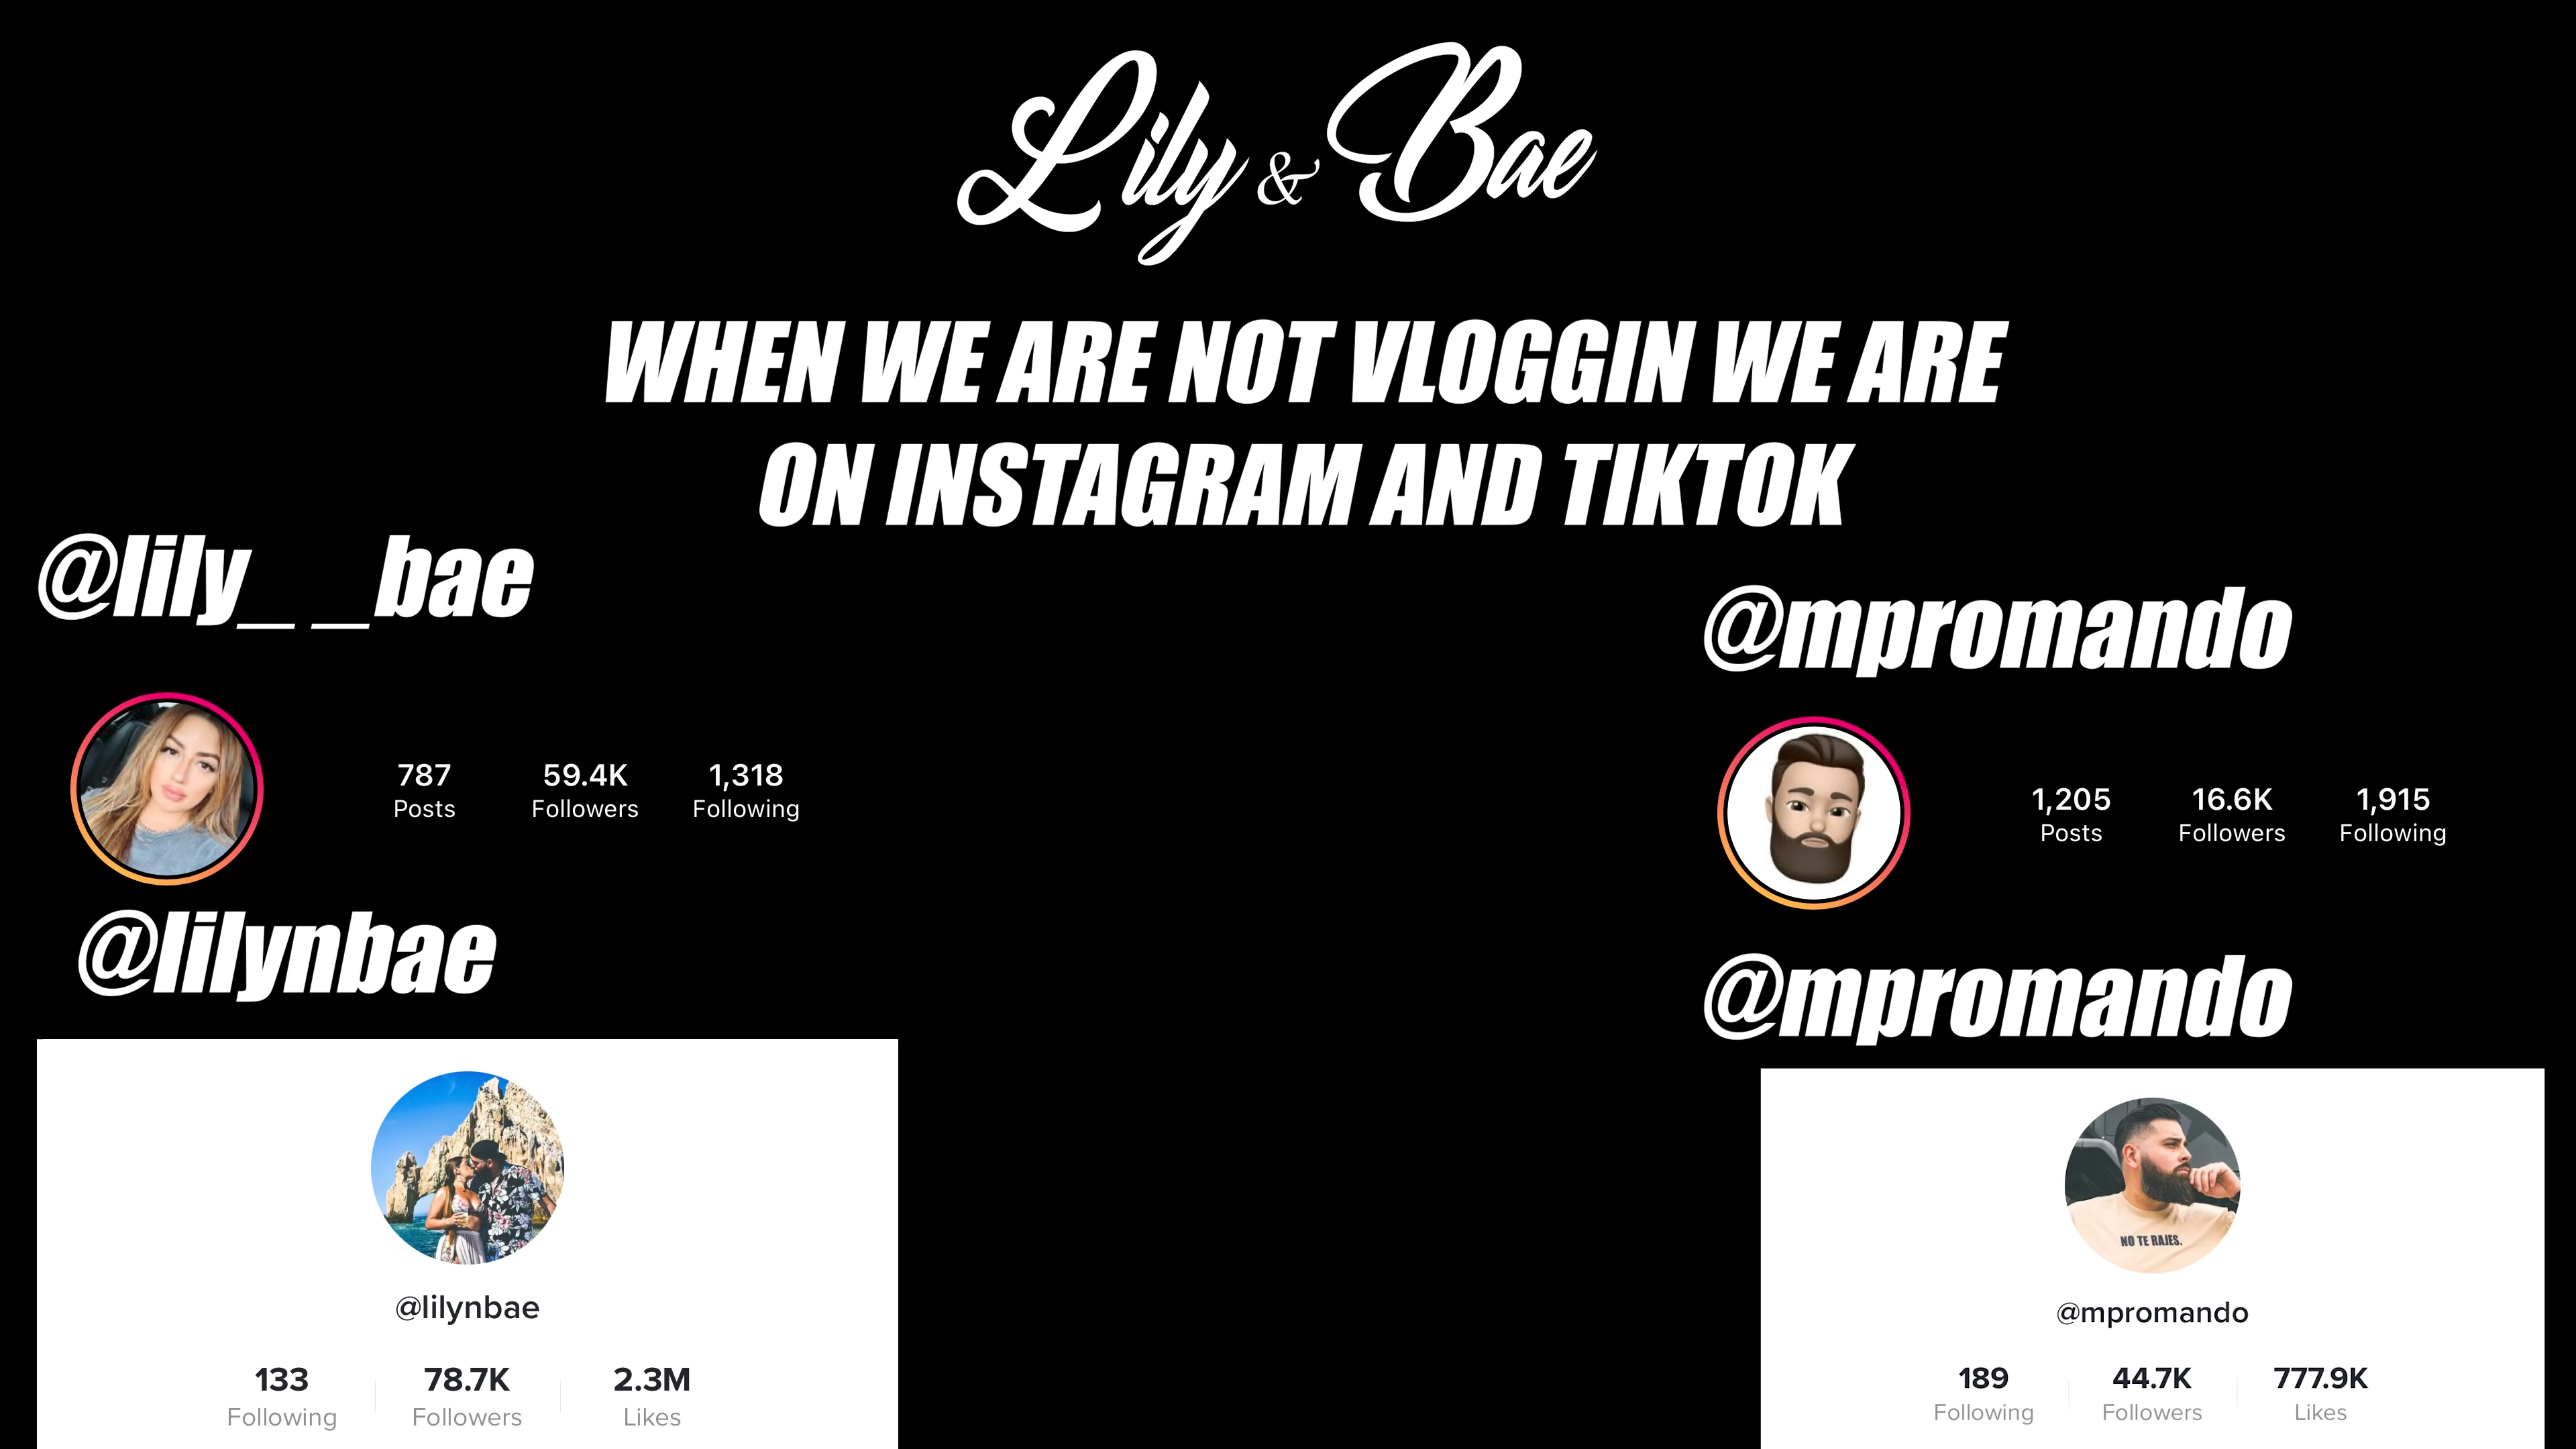 Lily & Bae
WHEN WE ARE NOT VLOGGIN WE ARE
ON INSTAGRAM AND TIKTOK
@lily_ _bae
787 59.4K 1,318
Posts Followers Following
@lilynbae
@lilynbae
133 78.7K 2.3M
Following Followers Likes
@mpromando
1,205 16.6K 1,915
Posts Followers Following
@mpromando
NO TE RAJES.
@mpromando
189 44.7K 777.9K
Following Followers Likes